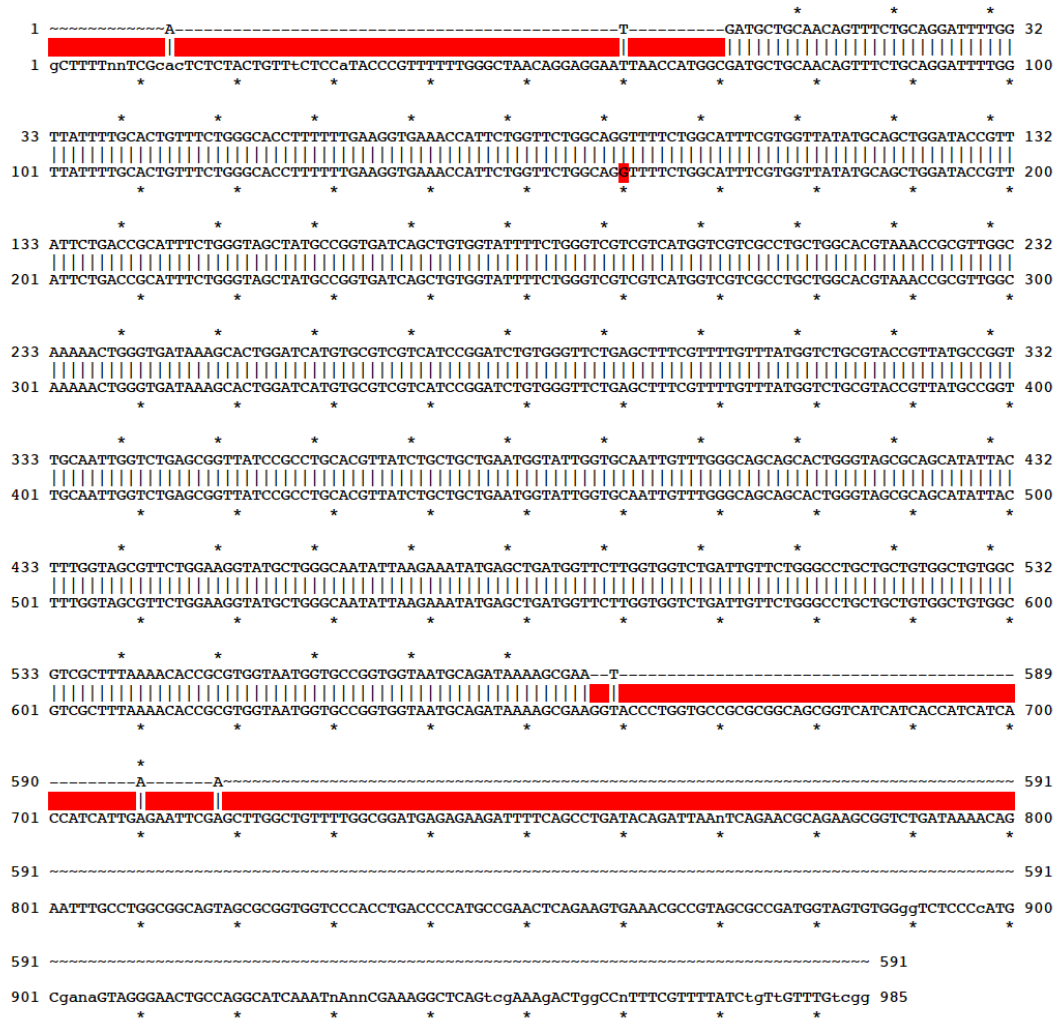 1 ~~~~~~~~~~~~A----------------------------------------------T----------GATGCTGCAACAGTTTCTGCAGGATTTTGG 32
1 gCTTTTnnTCGcacTCTCTACTGTTtCTCCaTACCCGTTTTTTGGGCTAACAGGAGGAATTAACCATGGCGATGCTGCAACAGTTTCTGCAGGATTTTGG 100
33 TTATTTTGCACTGTTTCTGGGCACCTTTTTTGAAGGTGAAACCATTCTGGTTCTGGCAGGTTTTCTGGCATTTCGTGGTTATATGCAGCTGGATACCGTT 132
101 TTATTTTGCACTGTTTCTGGGCACCTTTTTTGAAGGTGAAACCATTCTGGTTCTGGCAGGTTTTCTGGCATTTCGTGGTTATATGCAGCTGGATACCGTT 200
133 ATTCTGACCGCATTTCTGGGTAGCTATGCCGGTGATCAGCTGTGGTATTTTCTGGGTCGTCGTCATGGTCGTCGCCTGCTGGCACGTAAACCGCGTTGGC 232
201 ATTCTGACCGCATTTCTGGGTAGCTATGCCGGTGATCAGCTGTGGTATTTTCTGGGTCGTCGTCATGGTCGTCGCCTGCTGGCACGTAAACCGCGTTGGC 300
233 AAAAACTGGGTGATAAAGCACTGGATCATGTGCGTCGTCATCCGGATCTGTGGGTTCTGAGCTTTCGTTTTGTTTATGGTCTGCGTACCGTTATGCCGGT 332
301 AAAAACTGGGTGATAAAGCACTGGATCATGTGCGTCGTCATCCGGATCTGTGGGTTCTGAGCTTTCGTTTTGTTTATGGTCTGCGTACCGTTATGCCGGT 400
333 TGCAATTGGTCTGAGCGGTTATCCGCCTGCACGTTATCTGCTGCTGAATGGTATTGGTGCAATTGTTTGGGCAGCAGCACTGGGTAGCGCAGCATATTAC 432
401 TGCAATTGGTCTGAGCGGTTATCCGCCTGCACGTTATCTGCTGCTGAATGGTATTGGTGCAATTGTTTGGGCAGCAGCACTGGGTAGCGCAGCATATTAC 500
433 TTTGGTAGCGTTCTGGAAGGTATGCTGGGCAATATTAAGAAATATGAGCTGATGGTTCTTGGTGGTCTGATTGTTCTGGGCCTGCTGCTGTGGCTGTGGC 532
501 TTTGGTAGCGTTCTGGAAGGTATGCTGGGCAATATTAAGAAATATGAGCTGATGGTTCTTGGTGGTCTGATTGTTCTGGGCCTGCTGCTGTGGCTGTGGC 600
533 GTCGCTTTAAAACACCGCGTGGTAATGGTGCCGGTGGTAATGCAGATAAAAGCGAA--T----------------------------------------- 589
601 GTCGCTTTAAAACACCGCGTGGTAATGGTGCCGGTGGTAATGCAGATAAAAGCGAAGGTACCCTGGTGCCGCGCGGCAGCGGTCATCATCACCATCATCA 700
590 ---------A-------A~~~~~~~~~~~~~~~~~~~~~~~~~~~~~~~~~~~~~~~~~~~~~~~~~~~~~~~~~~~~~~~~~~~~~~~~~~~~~~~~~~ 591
701 CCATCATTGAGAATTCGAGCTTGGCTGTTTTGGCGGATGAGAGAAGATTTTCAGCCTGATACAGATTAAnTCAGAACGCAGAAGCGGTCTGATAAAACAG 800
591 ~~~~~~~~~~~~~~~~~~~~~~~~~~~~~~~~~~~~~~~~~~~~~~~~~~~~~~~~~~~~~~~~~~~~~~~~~~~~~~~~~~~~~~~~~~~~~~~~~~~~ 591
801 AATTTGCCTGGCGGCAGTAGCGCGGTGGTCCCACCTGACCCCATGCCGAACTCAGAAGTGAAACGCCGTAGCGCCGATGGTAGTGTGGggTCTCCCcATG 900
591 ~~~~~~~~~~~~~~~~~~~~~~~~~~~~~~~~~~~~~~~~~~~~~~~~~~~~~~~~~~~~~~~~~~~~~~~~~~~~~~~~~~~~~ 591
901 CganaGTAGGGAACTGCCAGGCATCAAATnAnnCGAAAGGCTCAGtcgAAAgACTggCCnTTTCGTTTTATCtgTtGTTTGtcgg 985